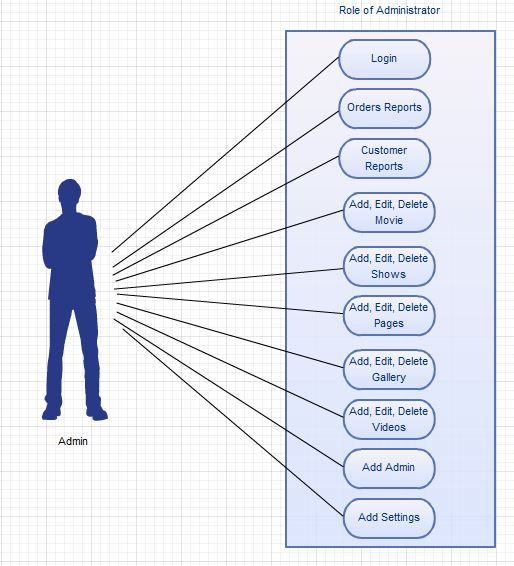 Role of Administrator
Login
Orders Reports
Customer
Reports
Add, Edit, Delete
Movie
Add, Edit, Delete
Shows
Add, Edit, Delete
Pages
Add, Edit, Delete
Gallery
Add, Edit, Delete
Videos
Add Admin
Add Settings
Admin